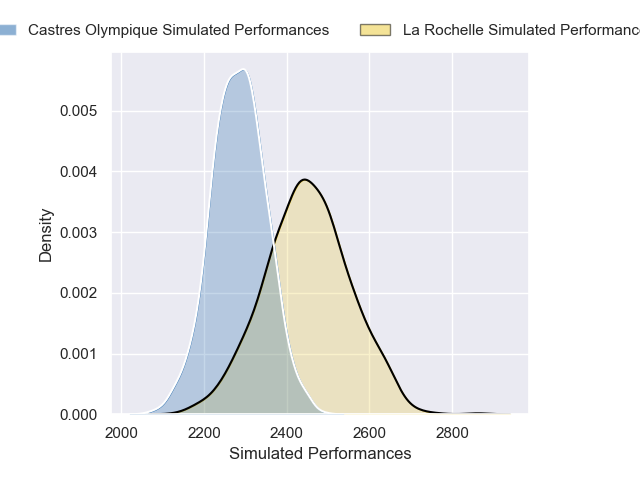 Castres Olympique Simulated Performances
La Rochelle Simulated Performanc
0.005
0.004
0.003
0.002
0.001
0.000
Density
2000 2200 2400 2600 2800
Simulated Performances